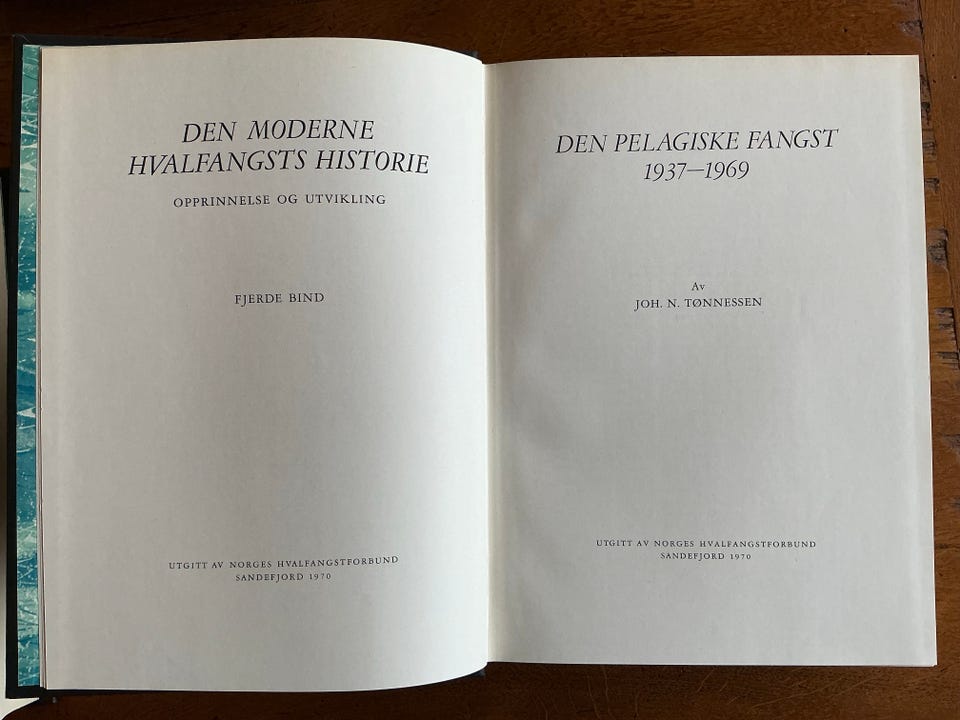 DEN MODERNE
HVALFANGSTS HISTORIE
OPPRINNELSE OG UTVIKLING
FJERDE BIND
UTGITT AV NORGES HVALFANGSTFORBUND
SANDEFJORD 1970
DEN PELAGISKE FANGST
1937—1969
Av
JOH. N. TØNNESSEN
UTGITT AV NORGES HVALFANGSTFORBUND
SANDEFJORD 1970